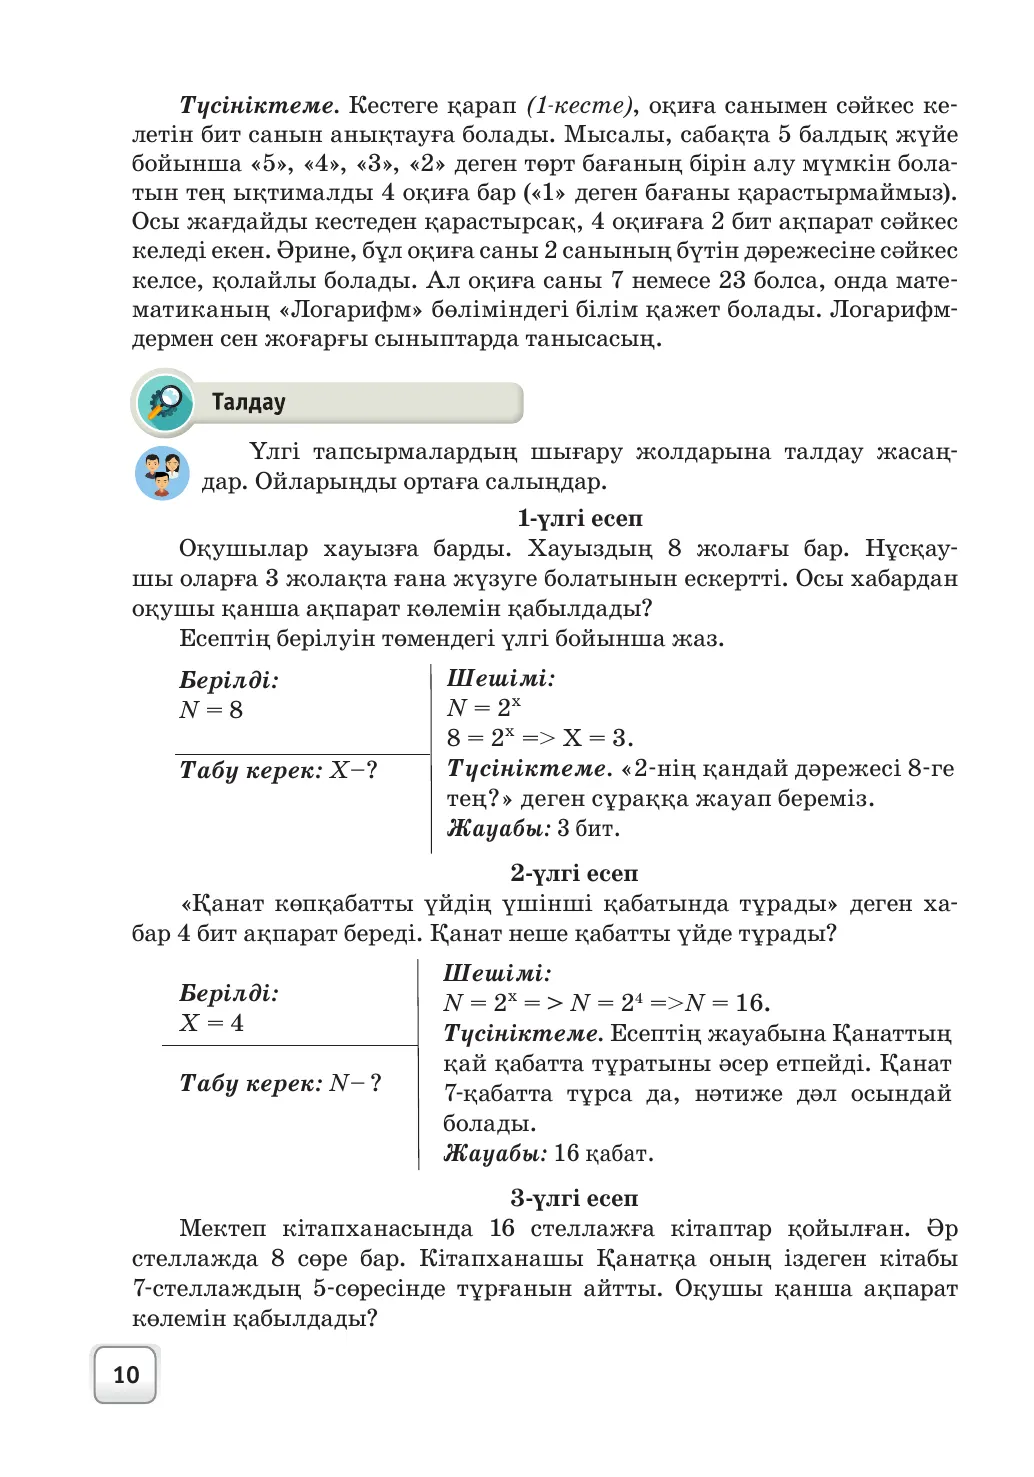 Түсініктеме. Кестеге қарап (1-кесте), оқиға санымен сәйкес ке-
летін бит санын анықтауға болады. Мысалы, сабақта 5 балдық жүйе
бойынша «5», «4», «3», «2» деген төрт бағаның бірін алу мүмкін бола-
тын тең ықтималды 4 оқиға бар («1» деген бағаны қарастырмаймыз).
Осы жағдайды кестеден қарастырсақ, 4 оқиғаға 2 бит ақпарат сәйкес
келеді екен. Әрине, бұл оқиға саны 2 санының бүтін дәрежесіне сәйкес
келсе, қолайлы болады. Ал оқиға саны 7 немесе 23 болса, онда мате-
матиканың «Логарифм» бөліміндегі білім қажет болады. Логарифм-
дермен сен жоғарғы сыныптарда танысасың.
Талдау
Үлгі тапсырмалардың шығару жолдарына талдау жасаң-
дар. Ойларыңды ортаға салыңдар.
1-үлгі есеп
Оқушылар хауызға барды. Хауыздың 8 жолағы бар. Нұсқау-
шы оларға 3 жолақта ғана жүзуге болатынын ескертті. Осы хабардан
оқушы қанша ақпарат көлемін қабылдады?
Есептің берілуін төмендегі үлгі бойынша жаз.
Берілді:
N = 8
Табу керек: X–?
Шешімі:
N = 2ˣ
8 = 2ˣ => X = 3.
Түсініктеме. «2-нің қандай дәрежесі 8-ге
тең?» деген сұраққа жауап береміз.
Жауабы: 3 бит.
2-үлгі есеп
«Қанат көпқабатты үйдің үшінші қабатында тұрады» деген ха-
бар 4 бит ақпарат береді. Қанат неше қабатты үйде тұрады?
Берілді:
X = 4
Табу керек: N– ?
Шешімі:
N = 2ˣ = > N = 2⁴ =>N = 16.
Түсініктеме. Есептің жауабына Қанаттың
қай қабатта тұратыны әсер етпейді. Қанат
7-қабатта тұрса да, нәтиже дәл осындай
болады.
Жауабы: 16 қабат.
3-үлгі есеп
Мектеп кітапханасында 16 стеллажға кітаптар қойылған. Әр
стеллажда 8 сөре бар. Кітапханашы Қанатқа оның іздеген кітабы
7-стеллаждың 5-сөресінде тұрғанын айтты. Оқушы қанша ақпарат
көлемін қабылдады?
10